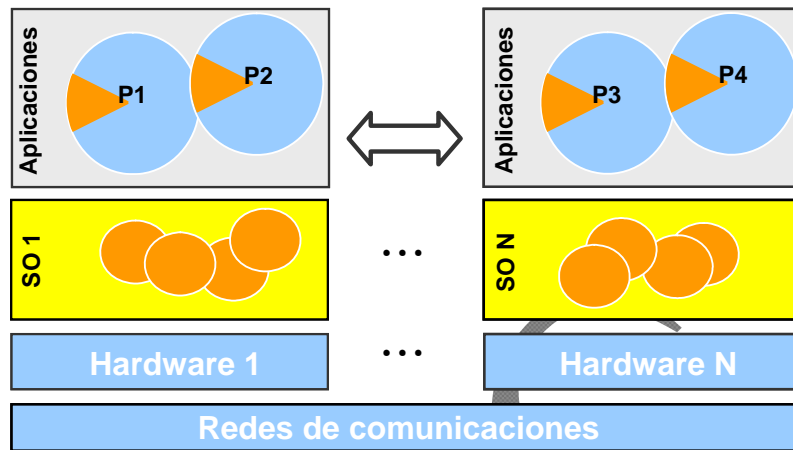 Aplicaciones
P1
P2
Aplicaciones
P3
P4
SO 1
...
SO N
Hardware 1
...
Hardware N
Redes de comunicaciones